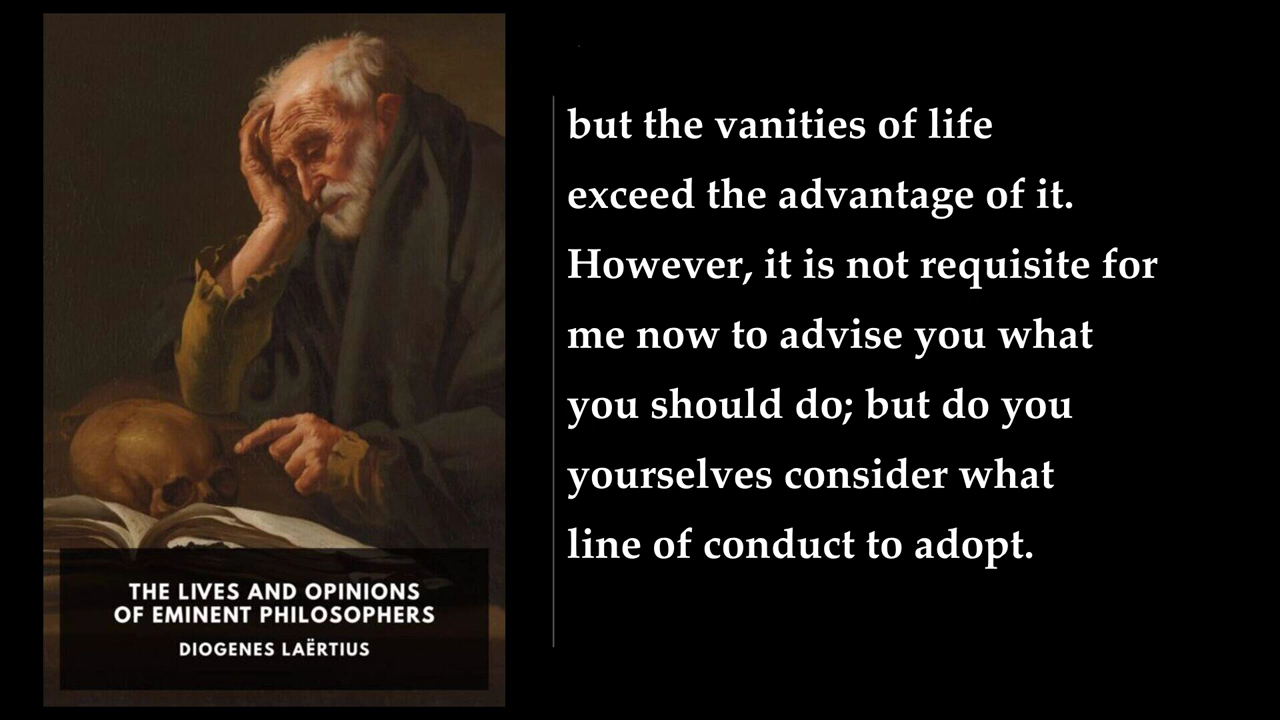 but the vanities of life
exceed the advantage of it.
However, it is not requisite for
me now to advise you what
you should do; but do you
yourselves consider what
line of conduct to adopt.
THE LIVES AND OPINIONS
OF EMINENT PHILOSOPHERS
DIOGENES LAËRTIUS